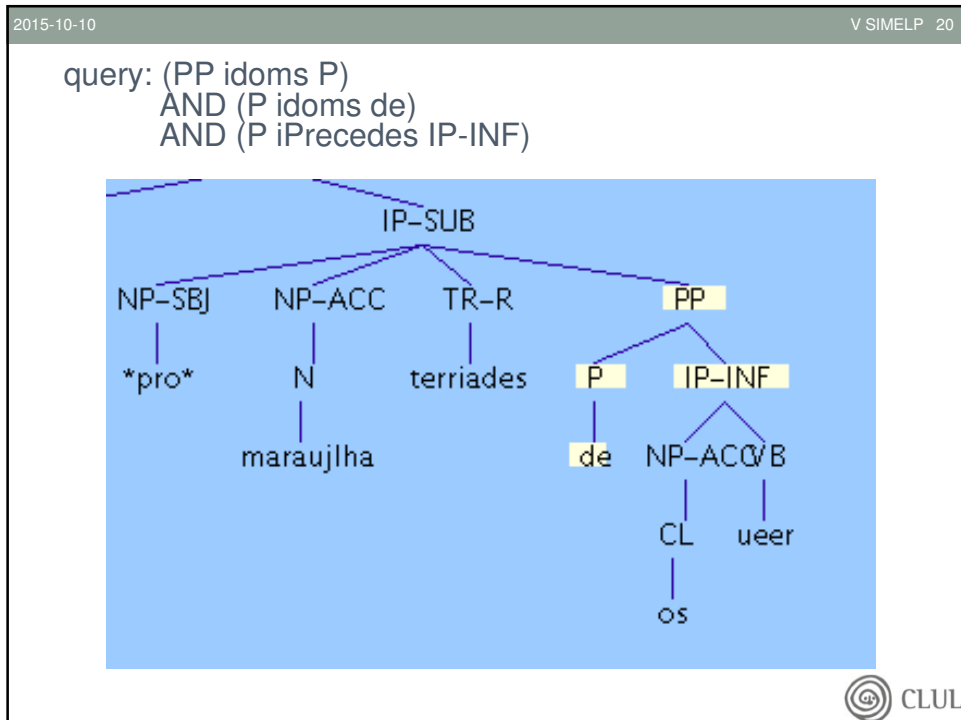 2015-10-10 V SIMELP 20
query: (PP idoms P)
AND (P idoms de)
AND (P iPrecedes IP-INF)
IP-SUB
NP-SBJ NP-ACC TR-R PP
*pro* N terriades P IP-INF
maraujlha de NP-ACC VB
CL ueer
os
CLUL